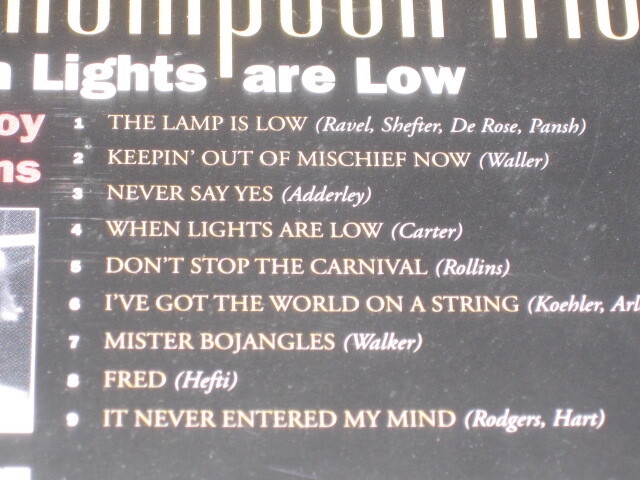 Lights are Low
1 THE LAMP IS LOW (Ravel, Shefter, De Rose, Pansh)
2 KEEPIN' OUT OF MISCHIEF NOW (Waller)
3 NEVER SAY YES (Adderley)
4 WHEN LIGHTS ARE LOW (Carter)
5 DON'T STOP THE CARNIVAL (Rollins)
6 I'VE GOT THE WORLD ON A STRING (Koehler, Arl
7 MISTER BOJANGLES (Walker)
8 FRED (Hefti)
9 IT NEVER ENTERED MY MIND (Rodgers, Hart)